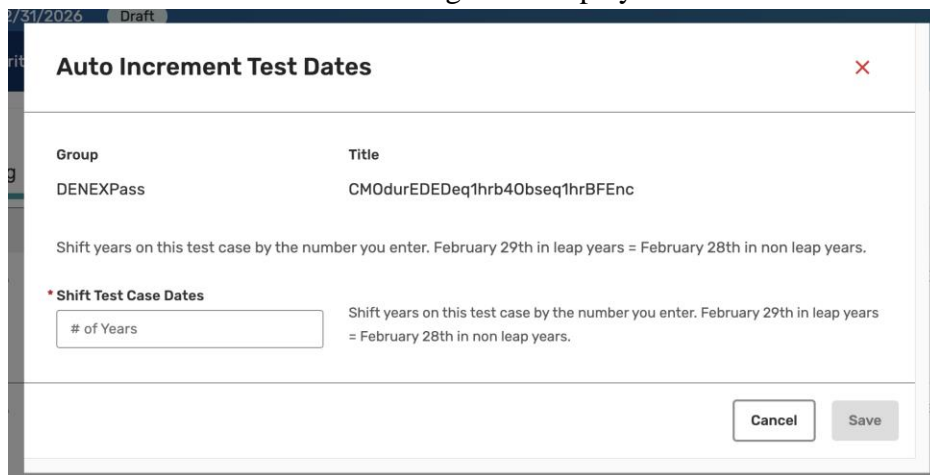 2/31/2026 Draft
Auto Increment Test Dates
Group Title
DENEXPass CMOdurEDEDeq1hrb4Obseq1hrBFEnc
Shift years on this test case by the number you enter. February 29th in leap years = February 28th in non leap years.
* Shift Test Case Dates
# of Years
Shift years on this test case by the number you enter. February 29th in leap years
= February 28th in non leap years.
Cancel Save